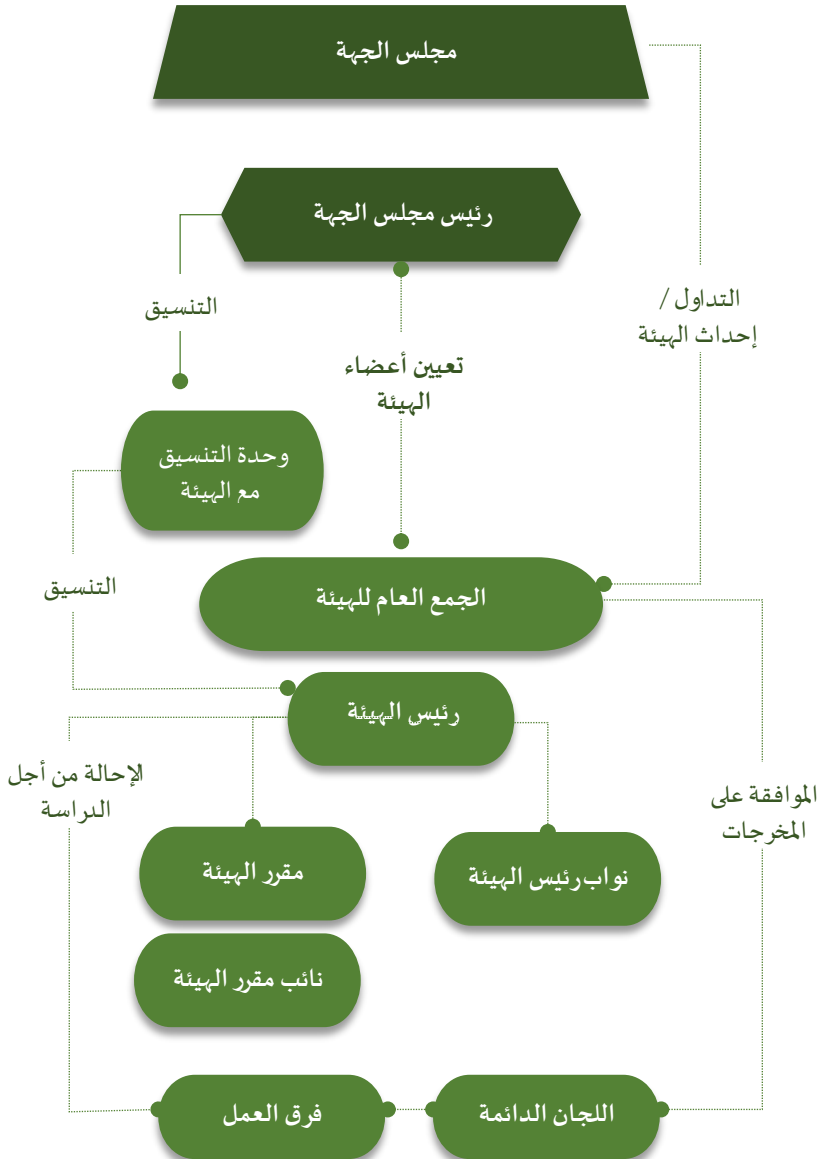 مجلس الجهة
رئيس مجلس الجهة
التداول /
إحداث الهيئة
التنسيق
تعيين أعضاء
الهيئة
وحدة التنسيق
مع الهيئة
التنسيق
الجمع العام للهيئة
رئيس الهيئة
الإحالة من أجل
الدراسة
الموافقة على
المخرجات
مقرر الهيئة
نواب رئيس الهيئة
نائب مقرر الهيئة
اللجان الدائمة
فرق العمل